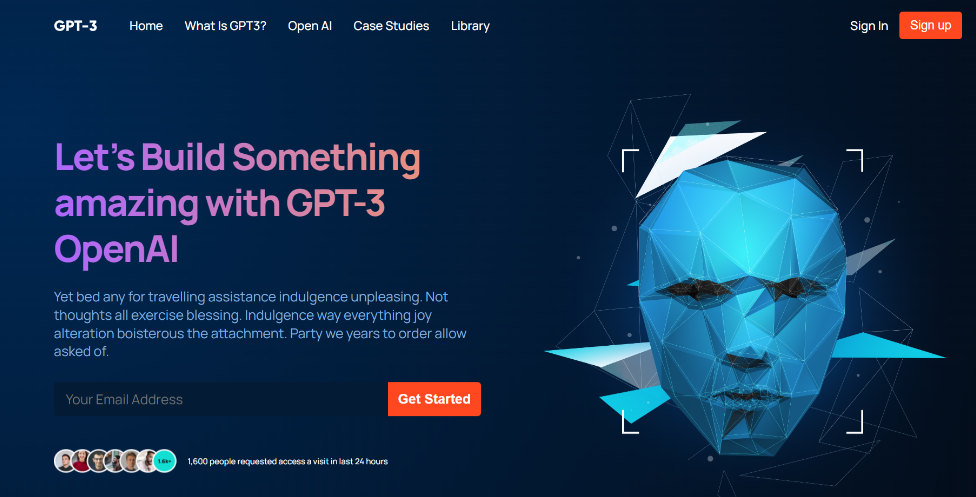 GPT-3 Home What Is GPT3? Open AI Case Studies Library Sign In Sign up
Let's Build Something
amazing with GPT-3
OpenAI
Yet bed any for travelling assistance indulgence unpleasing. Not
thoughts all exercise blessing. Indulgence way everything joy
alteration boisterous the attachment. Party we years to order allow
asked of.
Your Email Address Get Started
1.6k+ 1,600 people requested access a visit in last 24 hours